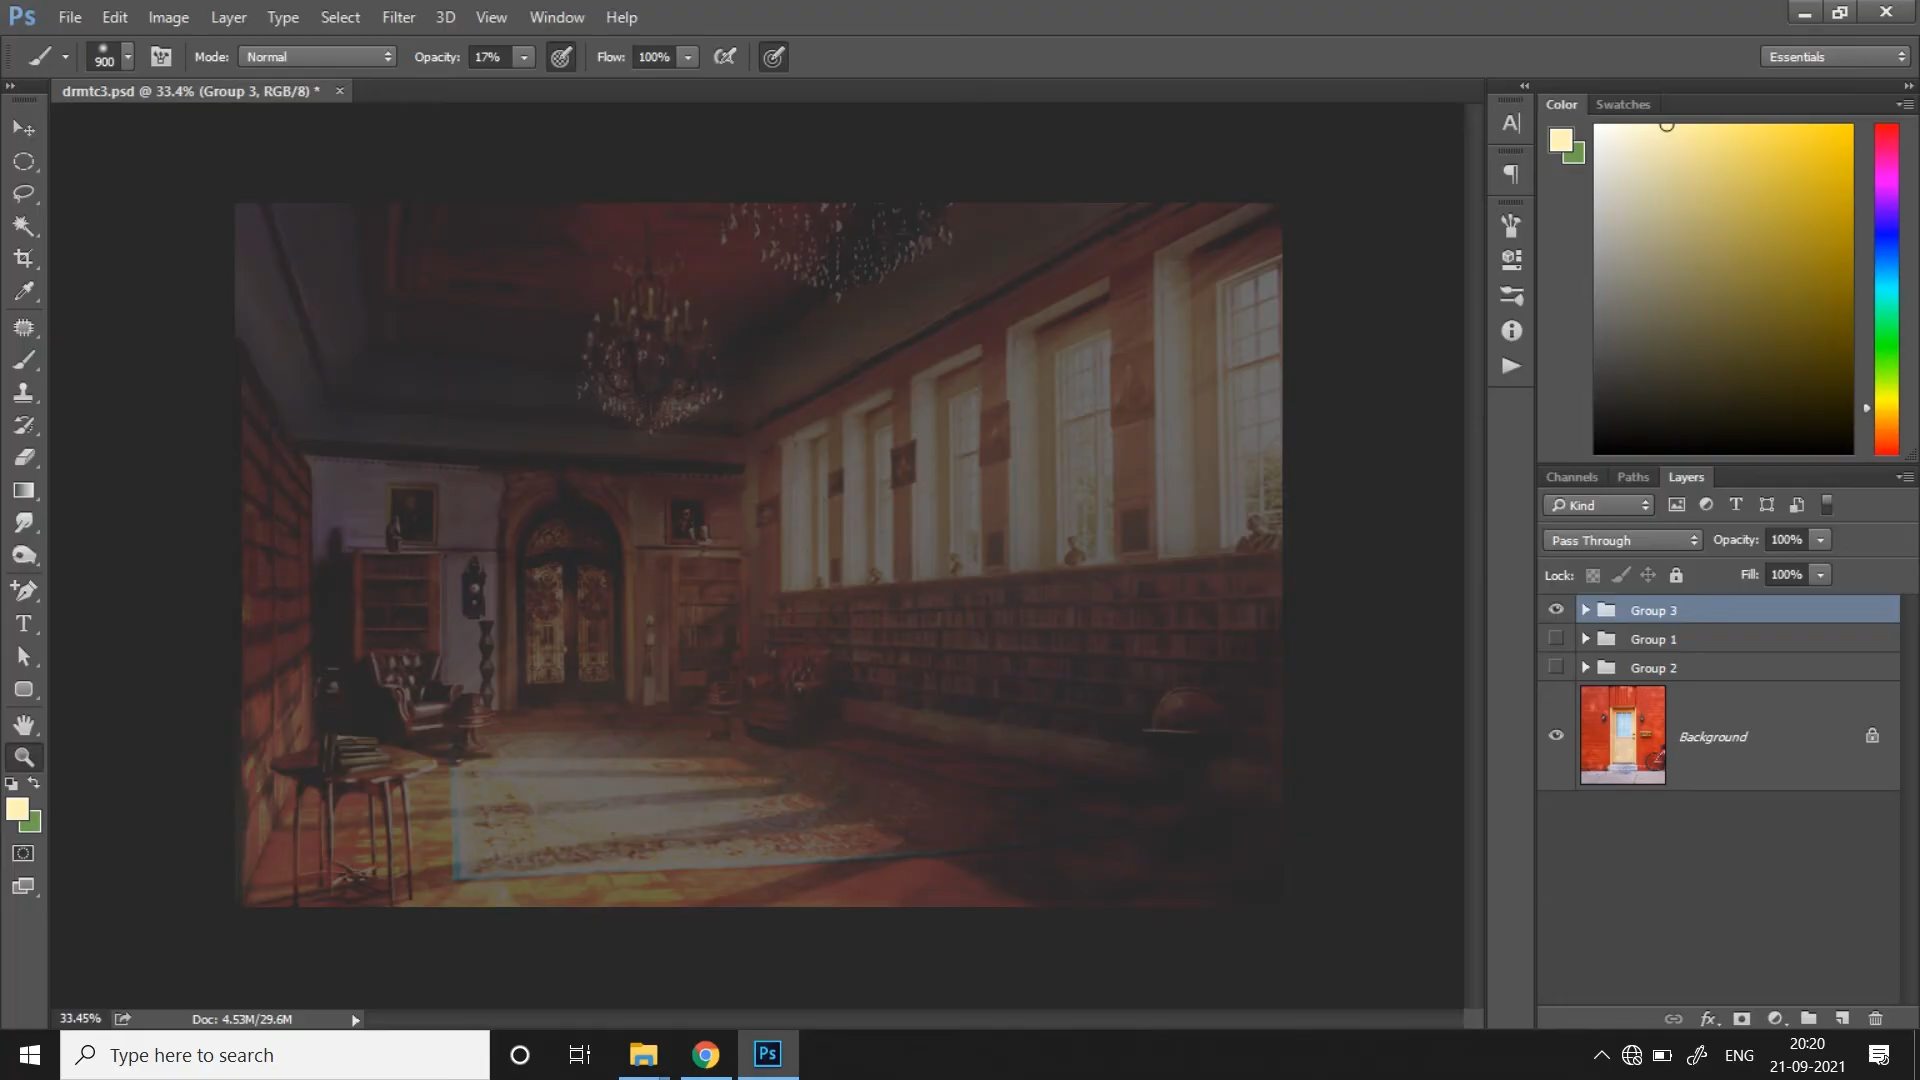 Ps File Edit Image Layer Type Select Filter 3D View Window Help
900 Mode: Normal Opacity: 17% Flow: 100% Essentials
drmtc3.psd @ 33.4% (Group 3, RGB/8) * ×
Color Swatches
Channels Paths Layers
Kind
Pass Through Opacity: 100%
Lock: Fill: 100%
Group 3
Group 1
Group 2
Background
33.45% Doc: 4.53M/29.6M
Type here to search
Ps
ENG
20:20
21-09-2021